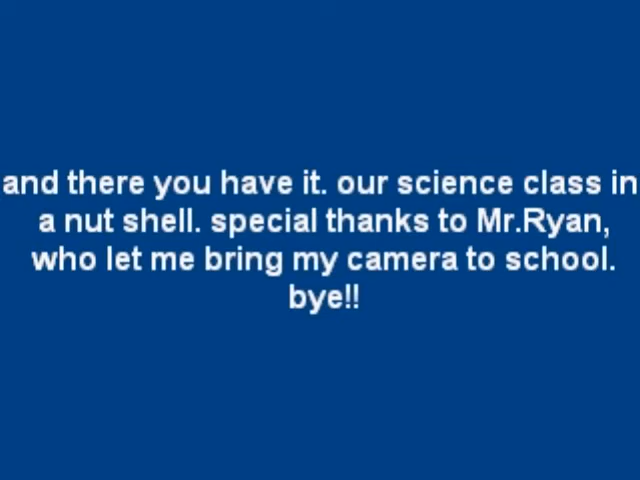 and there you have it. our science class in
a nut shell. special thanks to Mr.Ryan,
who let me bring my camera to school.
bye!!